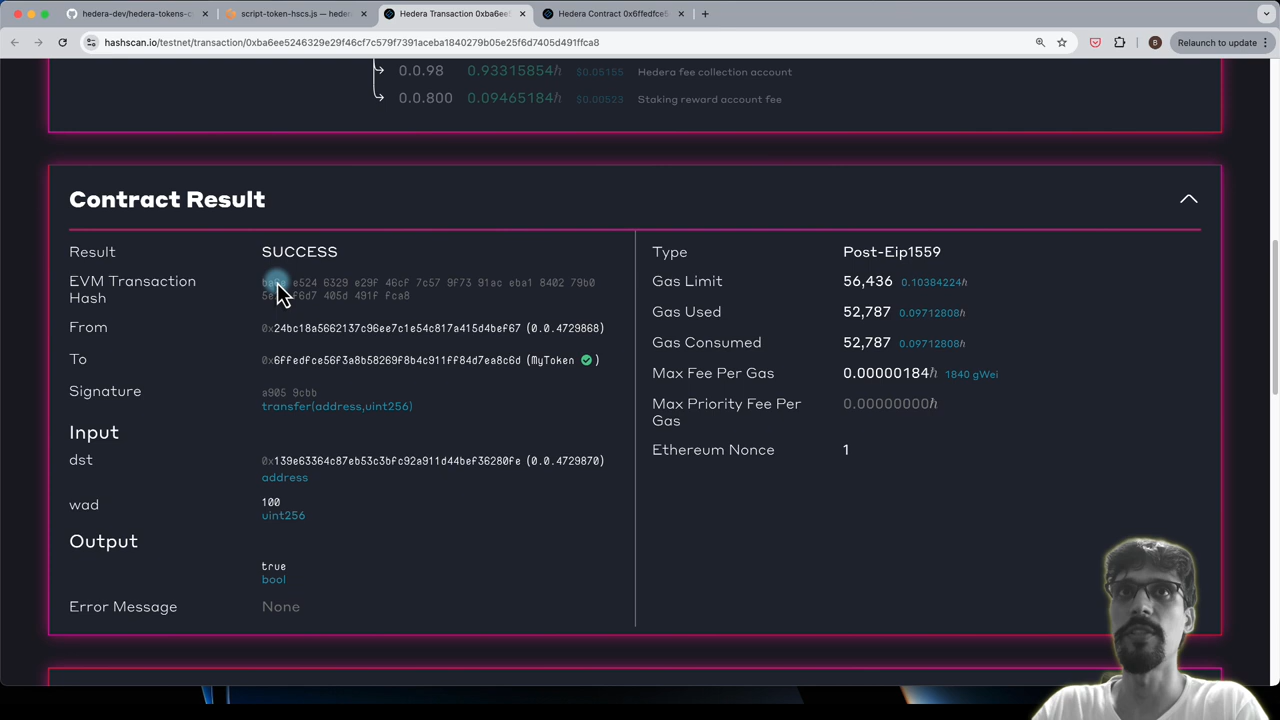 hedera-dev/hedera-tokens-c
script-token-hscs.js — heder
Hedera Transaction 0xba6ee5
Hedera Contract 0x6ffedfce5
hashscan.io/testnet/transaction/0xba6ee5246329e29f46cf7c579f7391aceba1840279b05e25f6d7405d491ffca8
B
Relaunch to update
0.0.98 0.93315854ℏ $0.05155 Hedera fee collection account
0.0.800 0.09465184ℏ $0.00523 Staking reward account fee
Contract Result
Result SUCCESS
EVM Transaction
Hash
e524 6329 e29f 46cf 7c57 9f73 91ac eba1 8402 79b0
f6d7 405d 491f fca8
From 0x24bc18a5662137c96ee7c1e54c817a415d4bef67 (0.0.4729868)
To 0x6ffedfce56f3a8b58269f8b4c911ff84d7ea8c6d (MyToken )
Signature a905 9cbb
transfer(address,uint256)
Input
dst 0x139e63364c87eb53c3bfc92a911d44bef36280fe (0.0.4729870)
address
wad 100
uint256
Output
true
bool
Error Message None
Type Post-Eip1559
Gas Limit 56,436 0.10384224ℏ
Gas Used 52,787 0.09712808ℏ
Gas Consumed 52,787 0.09712808ℏ
Max Fee Per Gas 0.00000184ℏ 1840 gWei
Max Priority Fee Per
Gas
0.00000000ℏ
Ethereum Nonce 1